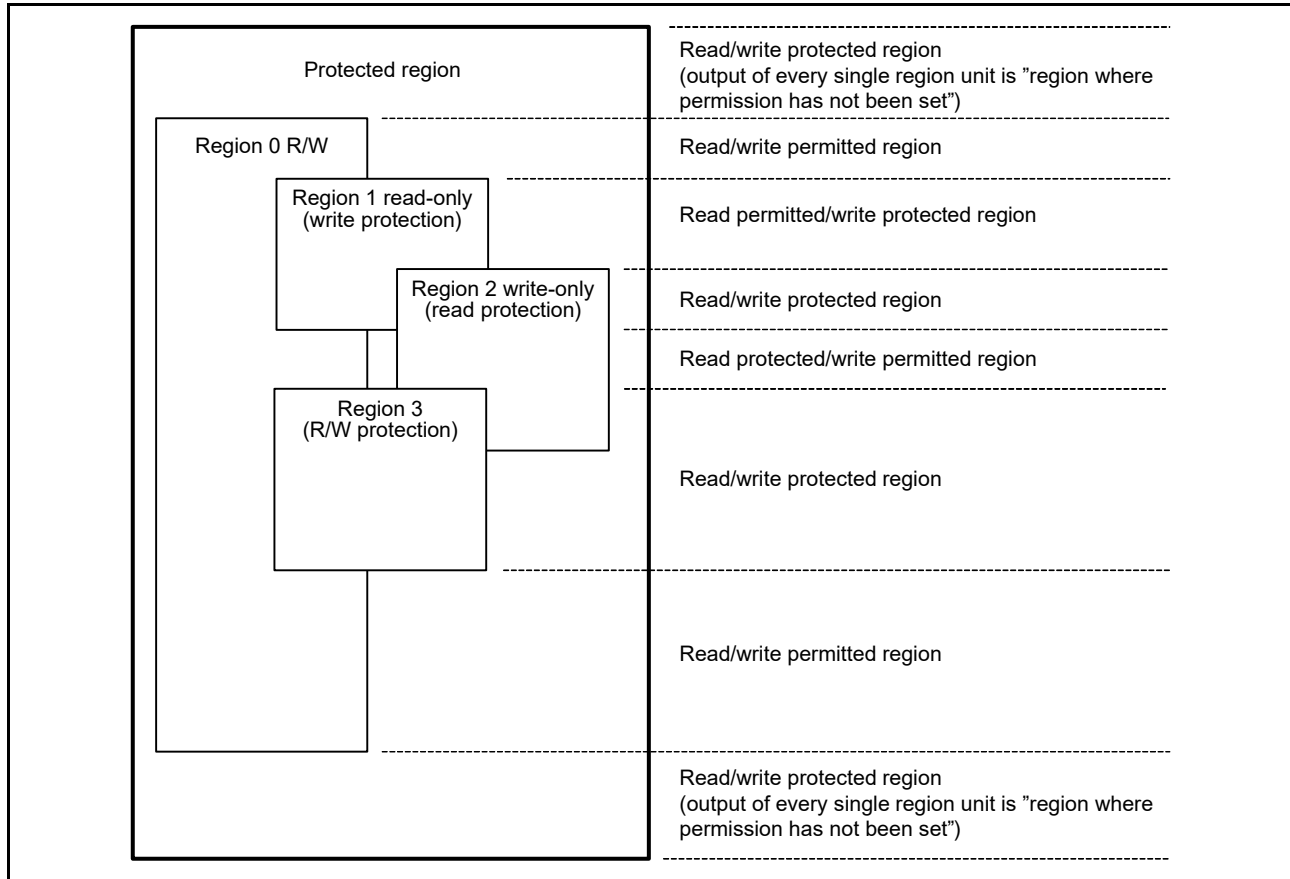 Protected region
Read/write protected region
(output of every single region unit is ”region where
permission has not been set”)
Region 0 R/W
Read/write permitted region
Region 1 read-only
(write protection)
Read permitted/write protected region
Region 2 write-only
(read protection)
Read/write protected region
Read protected/write permitted region
Region 3
(R/W protection)
Read/write protected region
Read/write permitted region
Read/write protected region
(output of every single region unit is ”region where
permission has not been set”)